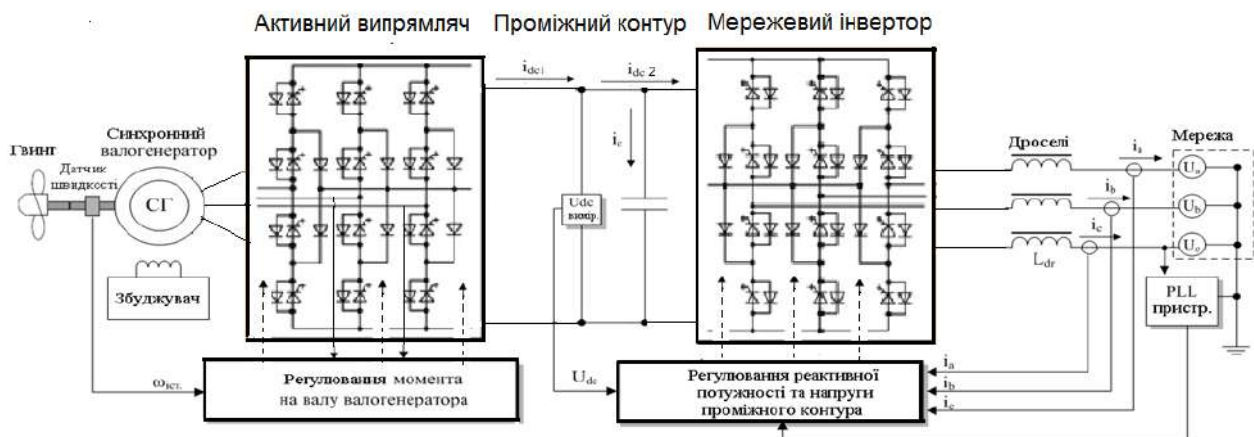 Активний випрямляч
Проміжний контур
Мережевий інвертор
i_dc1
i_dc 2
i_c
Синхронний
валогенератор
Гвинт
Датчик
швидкості
СГ
Збуджувач
Udc
вимір.
Дроселі
Мережа
i_a
i_b
i_c
U_a
U_b
U_c
L_dr
PLL
пристр.
ω_іст.
Регулювання момента
на валу валогенератора
U_dc
Регулювання реактивної
потужності та напруги
проміжного контура
i_a
i_b
i_c